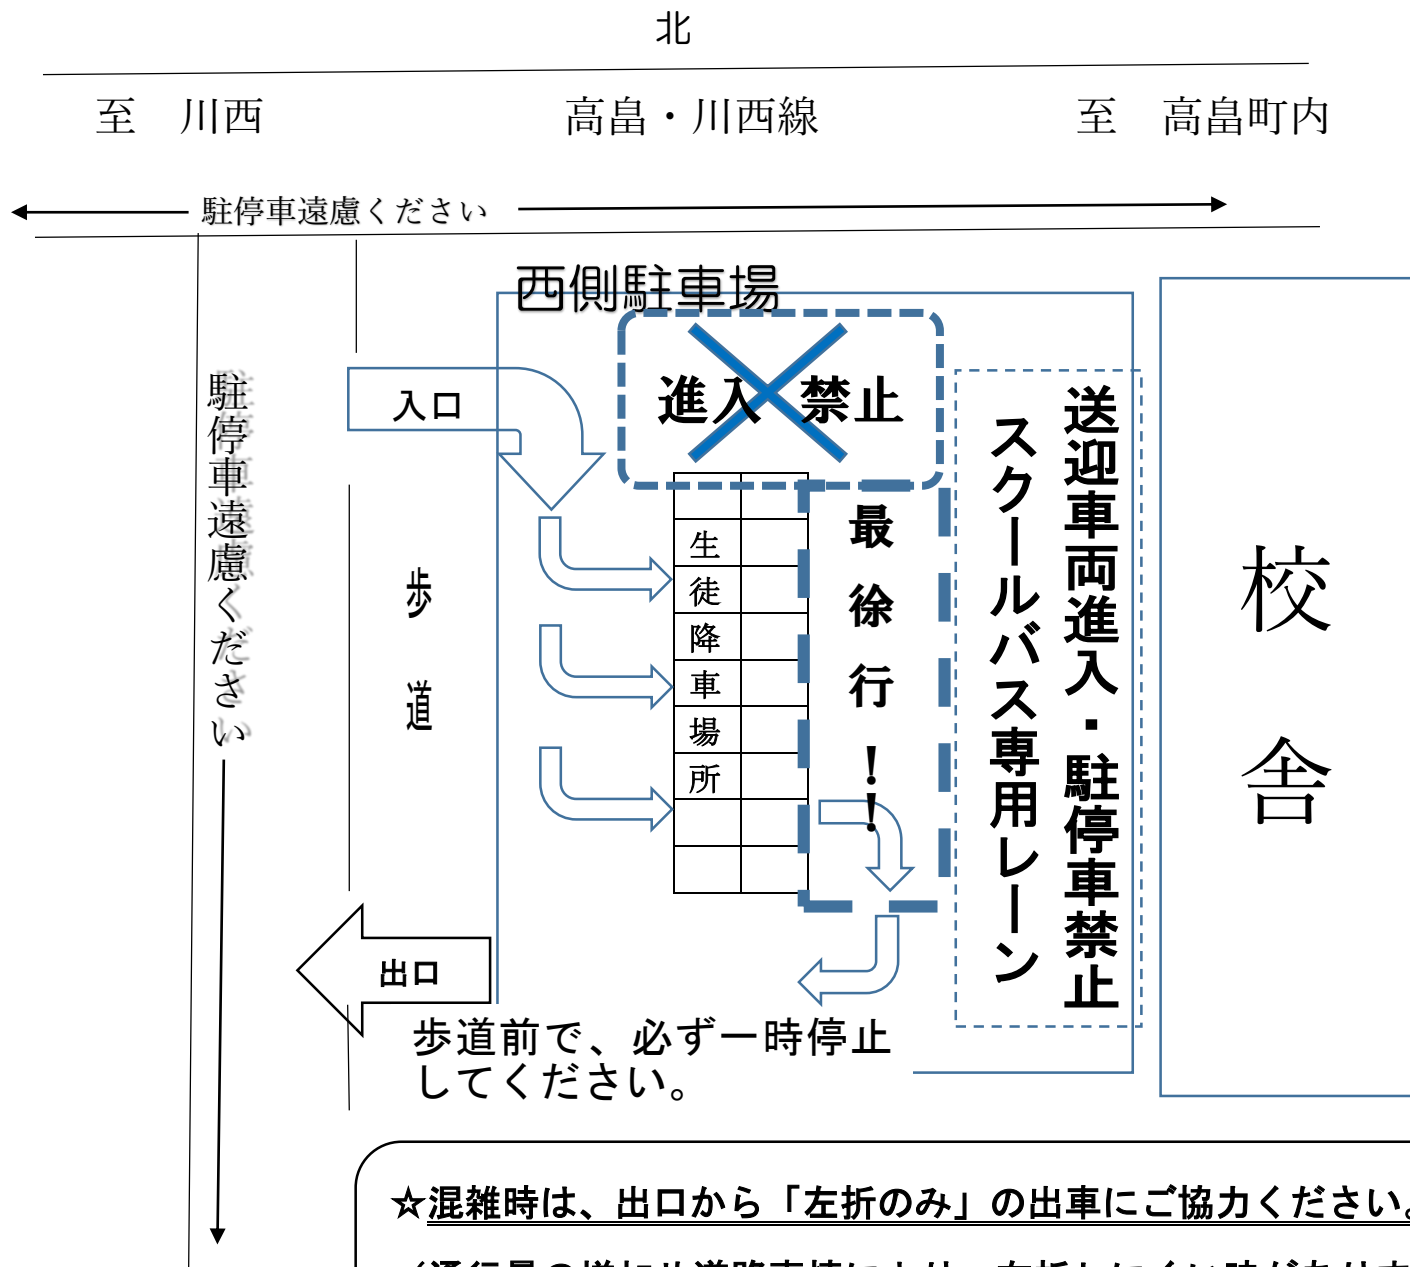 北
至　川西　高畠・川西線　至　高畠町内
駐停車遠慮ください
西側駐車場
駐停車遠慮ください
入口
進入　禁止
歩道
生徒降車場所
最徐行！！
送迎車両進入・駐停車禁止
スクールバス専用レーン
校舎
出口
歩道前で、必ず一時停止
してください。
☆混雑時は、出口から「左折のみ」の出車にご協力ください。